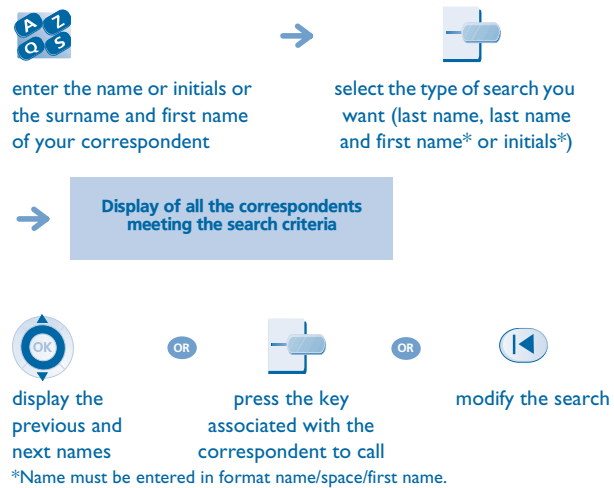 A Z
Q S
enter the name or initials or
the surname and first name
of your correspondent
select the type of search you
want (last name, last name
and first name* or initials*)
Display of all the correspondents
meeting the search criteria
OK
OR
OR
display the
previous and
next names
press the key
associated with the
correspondent to call
modify the search
*Name must be entered in format name/space/first name.